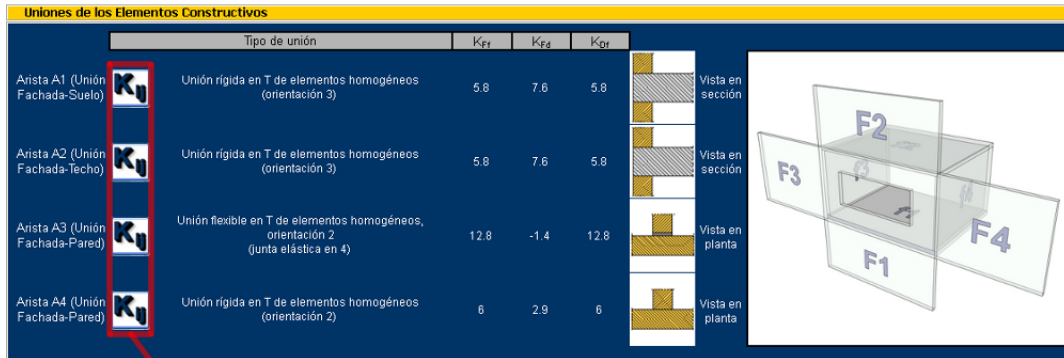 Uniones de los Elementos Constructivos
Tipo de unión KFf KFd KDf
Arista A1 (Unión
Fachada-Suelo)
KIJ
Unión rígida en T de elementos homogéneos
(orientación 3)
5.8 7.6 5.8
Vista en
sección
Arista A2 (Unión
Fachada-Techo)
KIJ
Unión rígida en T de elementos homogéneos
(orientación 3)
5.8 7.6 5.8
Vista en
sección
Arista A3 (Unión
Fachada-Pared)
KIJ
Unión flexible en T de elementos homogéneos,
orientación 2
(junta elástica en 4)
12.8 -1.4 12.8
Vista en
planta
Arista A4 (Unión
Fachada-Pared)
KIJ
Unión rígida en T de elementos homogéneos
(orientación 2)
6 2.9 6
Vista en
planta
F2
F3
f3
F4
f1
F1